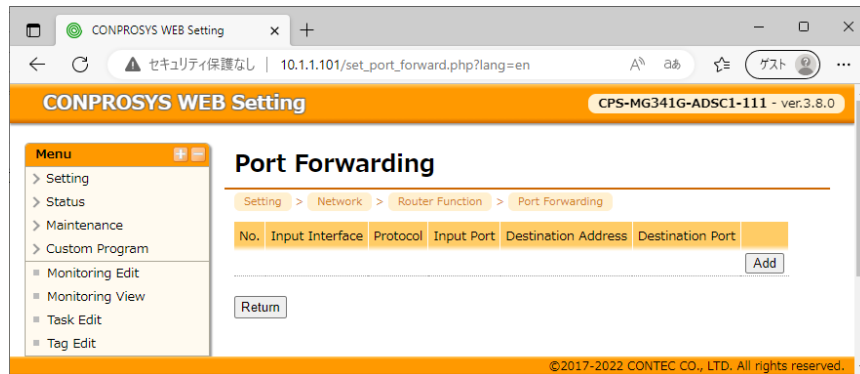 CONPROSYS WEB Setting
セキュリティ保護なし | 10.1.1.101/set_port_forward.php?lang=en
ゲスト
CONPROSYS WEB Setting
CPS-MG341G-ADSC1-111 - ver.3.8.0
Menu
Setting
Status
Maintenance
Custom Program
Monitoring Edit
Monitoring View
Task Edit
Tag Edit
Port Forwarding
Setting > Network > Router Function > Port Forwarding
No. Input Interface Protocol Input Port Destination Address Destination Port
Add
Return
©2017-2022 CONTEC CO., LTD. All rights reserved.